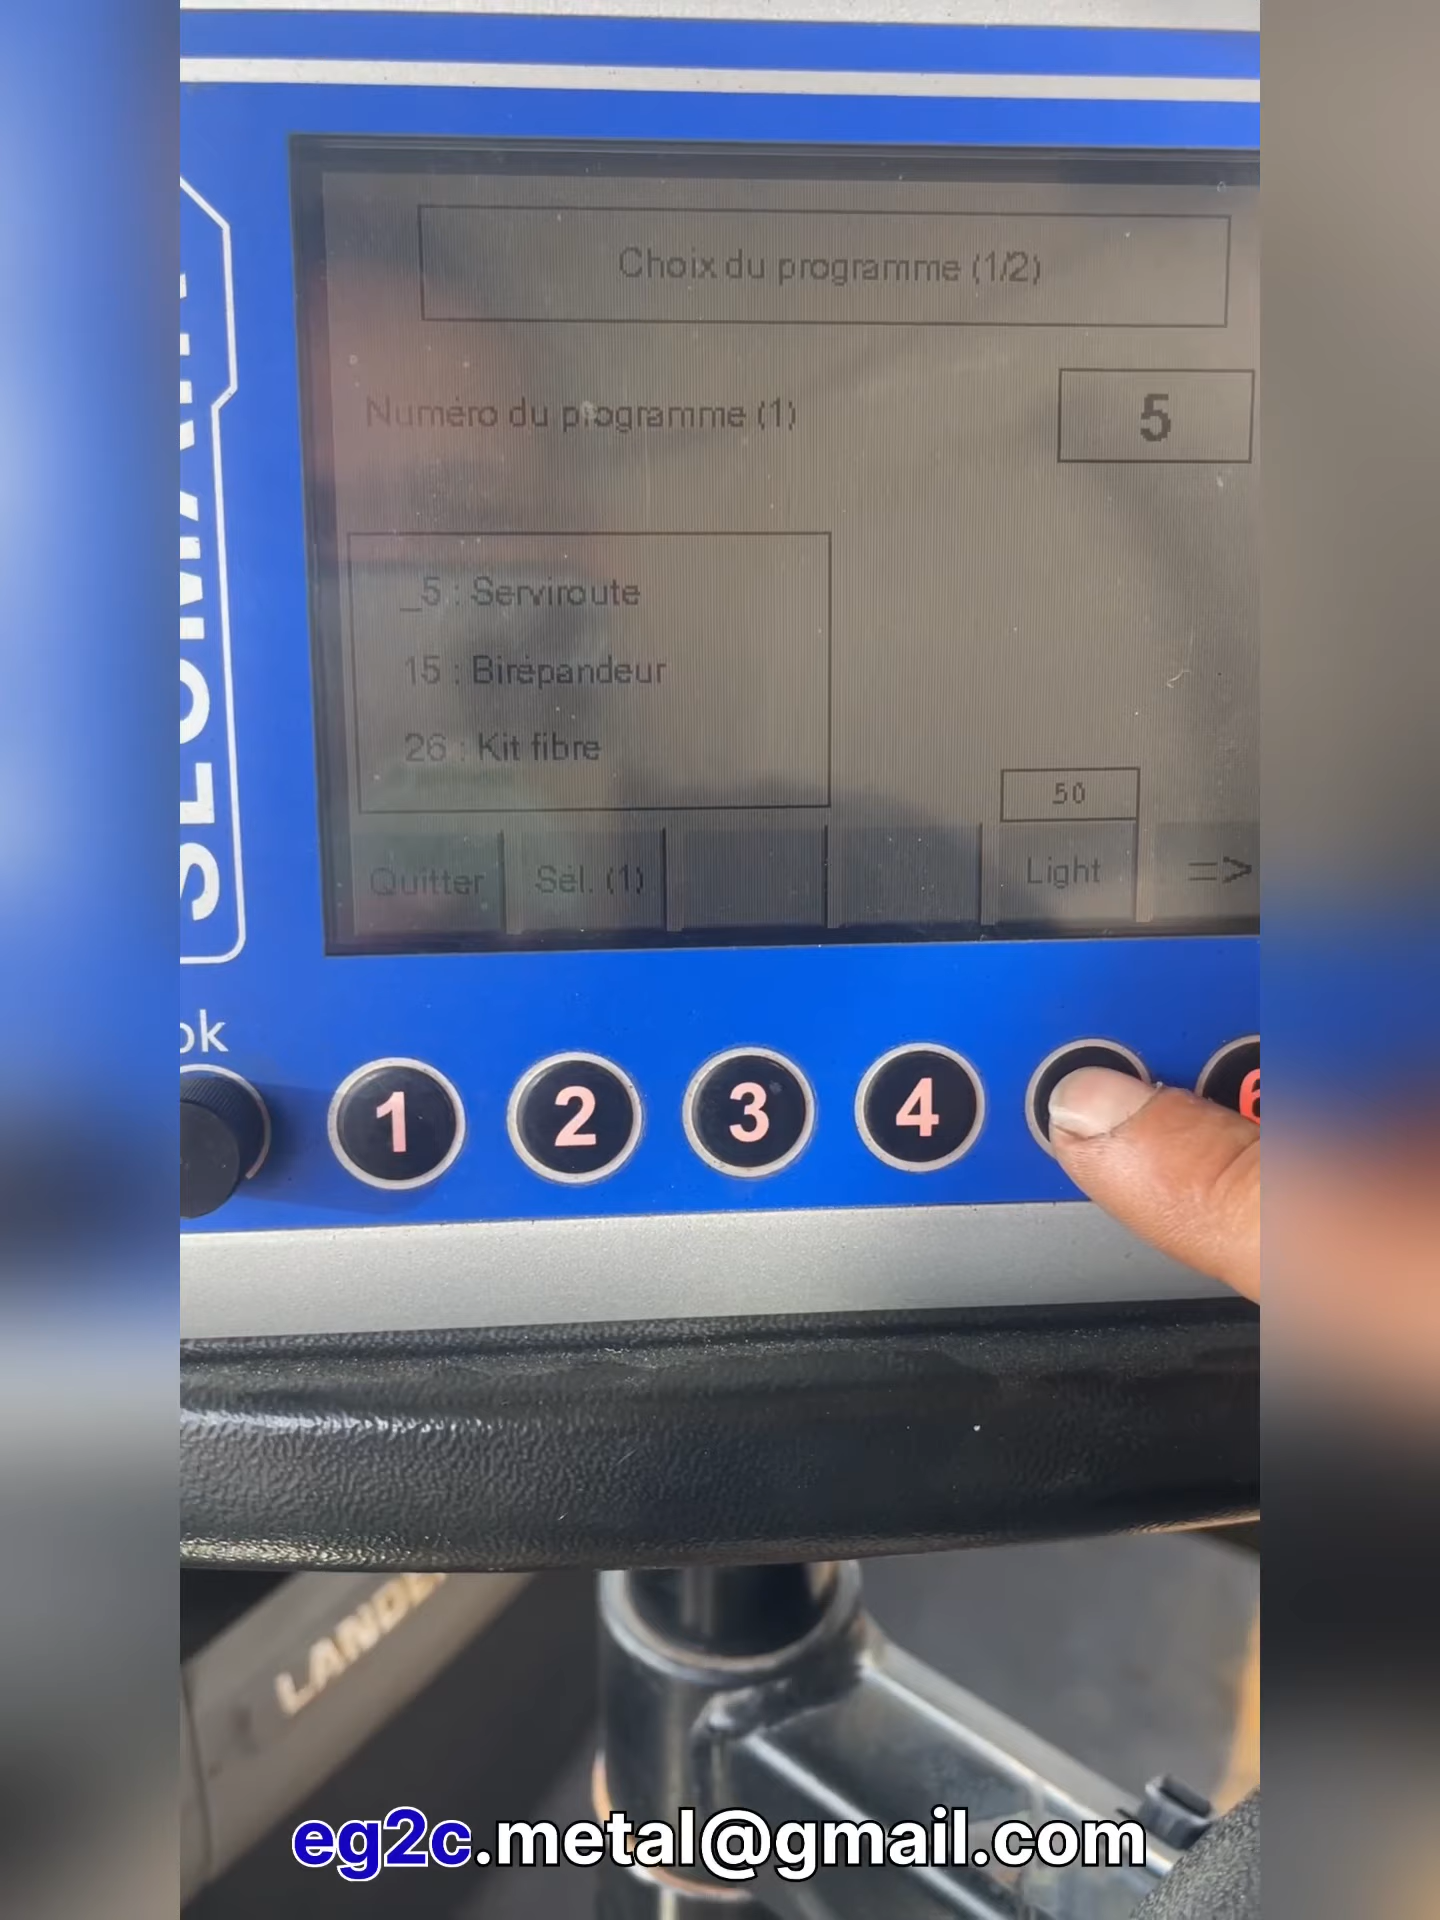 Choix du programme (1/2)
Numéro du programme (1)
5
_5 : Serviroute
15 : Birépandeur
26 : Kit fibre
50
Quitter
Sél. (1)
Light
=>
ok
1
2
3
4
6
eg2c.metal@gmail.com